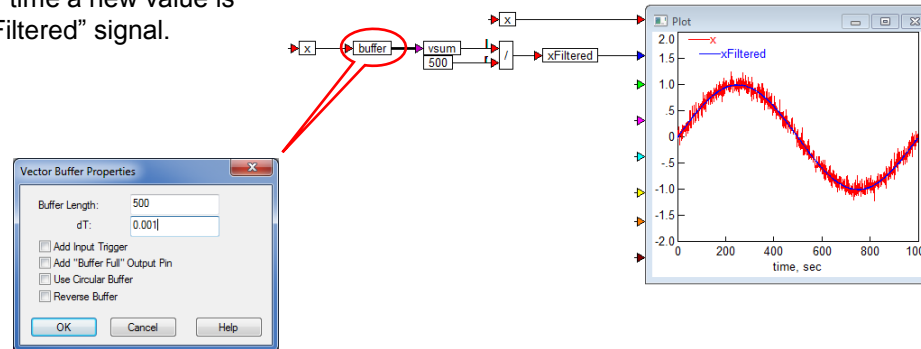 time a new value is
Filtered” signal.
x
x
buffer
vsum
500
l
r
/
xFiltered
Plot
x
xFiltered
2.0
1.5
1.0
.5
0
-.5
-1.0
-1.5
-2.0
0 200 400 600 800 100
time, sec
Vector Buffer Properties
Buffer Length: 500
dT: 0.001
Add Input Trigger
Add "Buffer Full" Output Pin
Use Circular Buffer
Reverse Buffer
OK Cancel Help